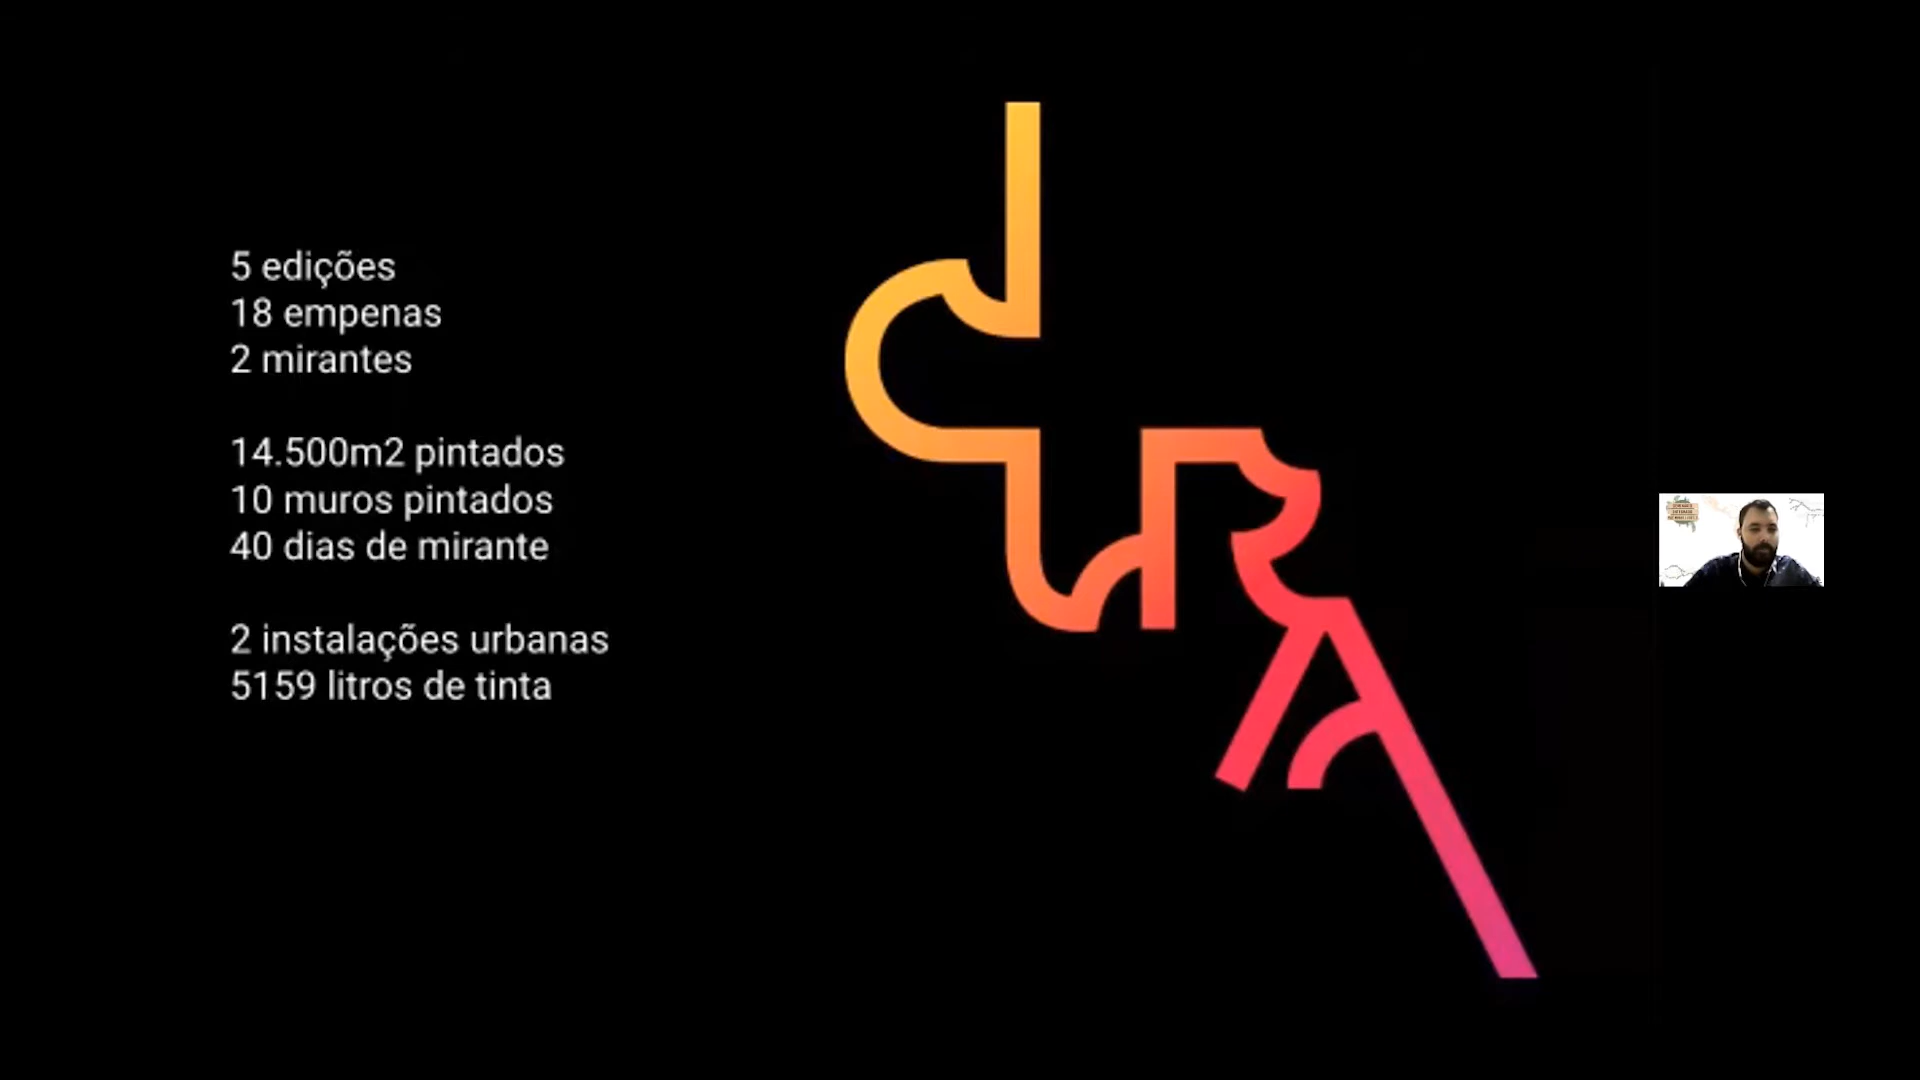 5 edições
18 empenas
2 mirantes
14.500m2 pintados
10 muros pintados
40 dias de mirante
2 instalações urbanas
5159 litros de tinta
cura